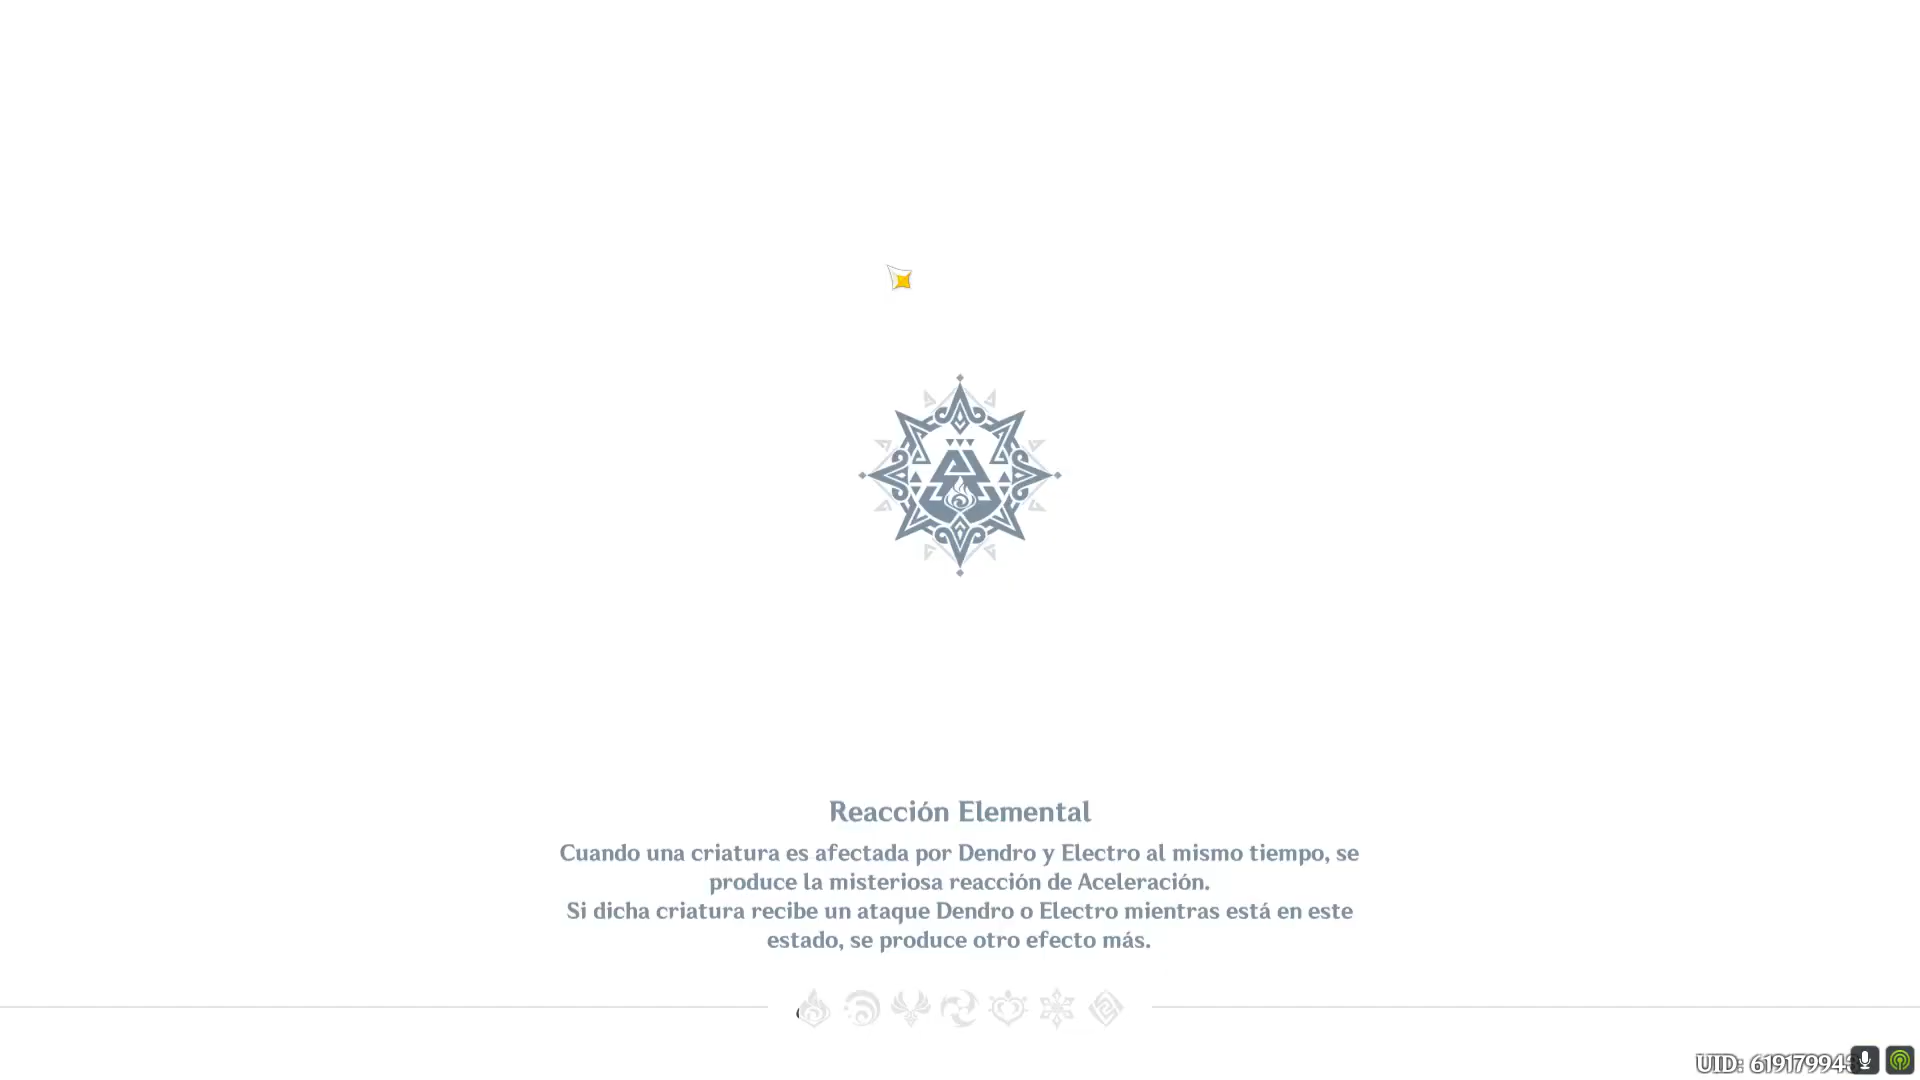 Reacción Elemental
Cuando una criatura es afectada por Dendro y Electro al mismo tiempo, se
produce la misteriosa reacción de Aceleración.
Si dicha criatura recibe un ataque Dendro o Electro mientras está en este
estado, se produce otro efecto más.
UID: